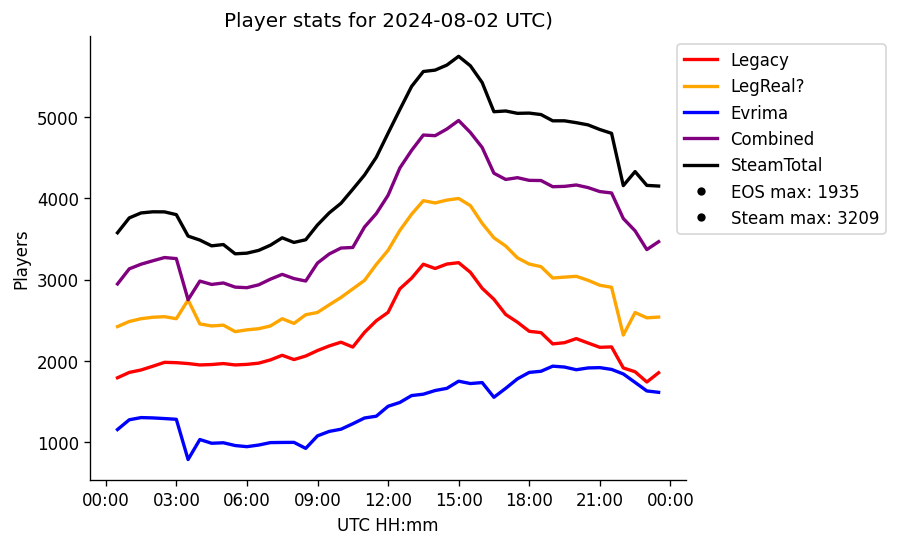 Player stats for 2024-08-02 UTC)
Legacy
LegReal?
Evrima
Combined
SteamTotal
EOS max: 1935
Steam max: 3209
Players
5000
4000
3000
2000
1000
00:00 03:00 06:00 09:00 12:00 15:00 18:00 21:00 00:00
UTC HH:mm